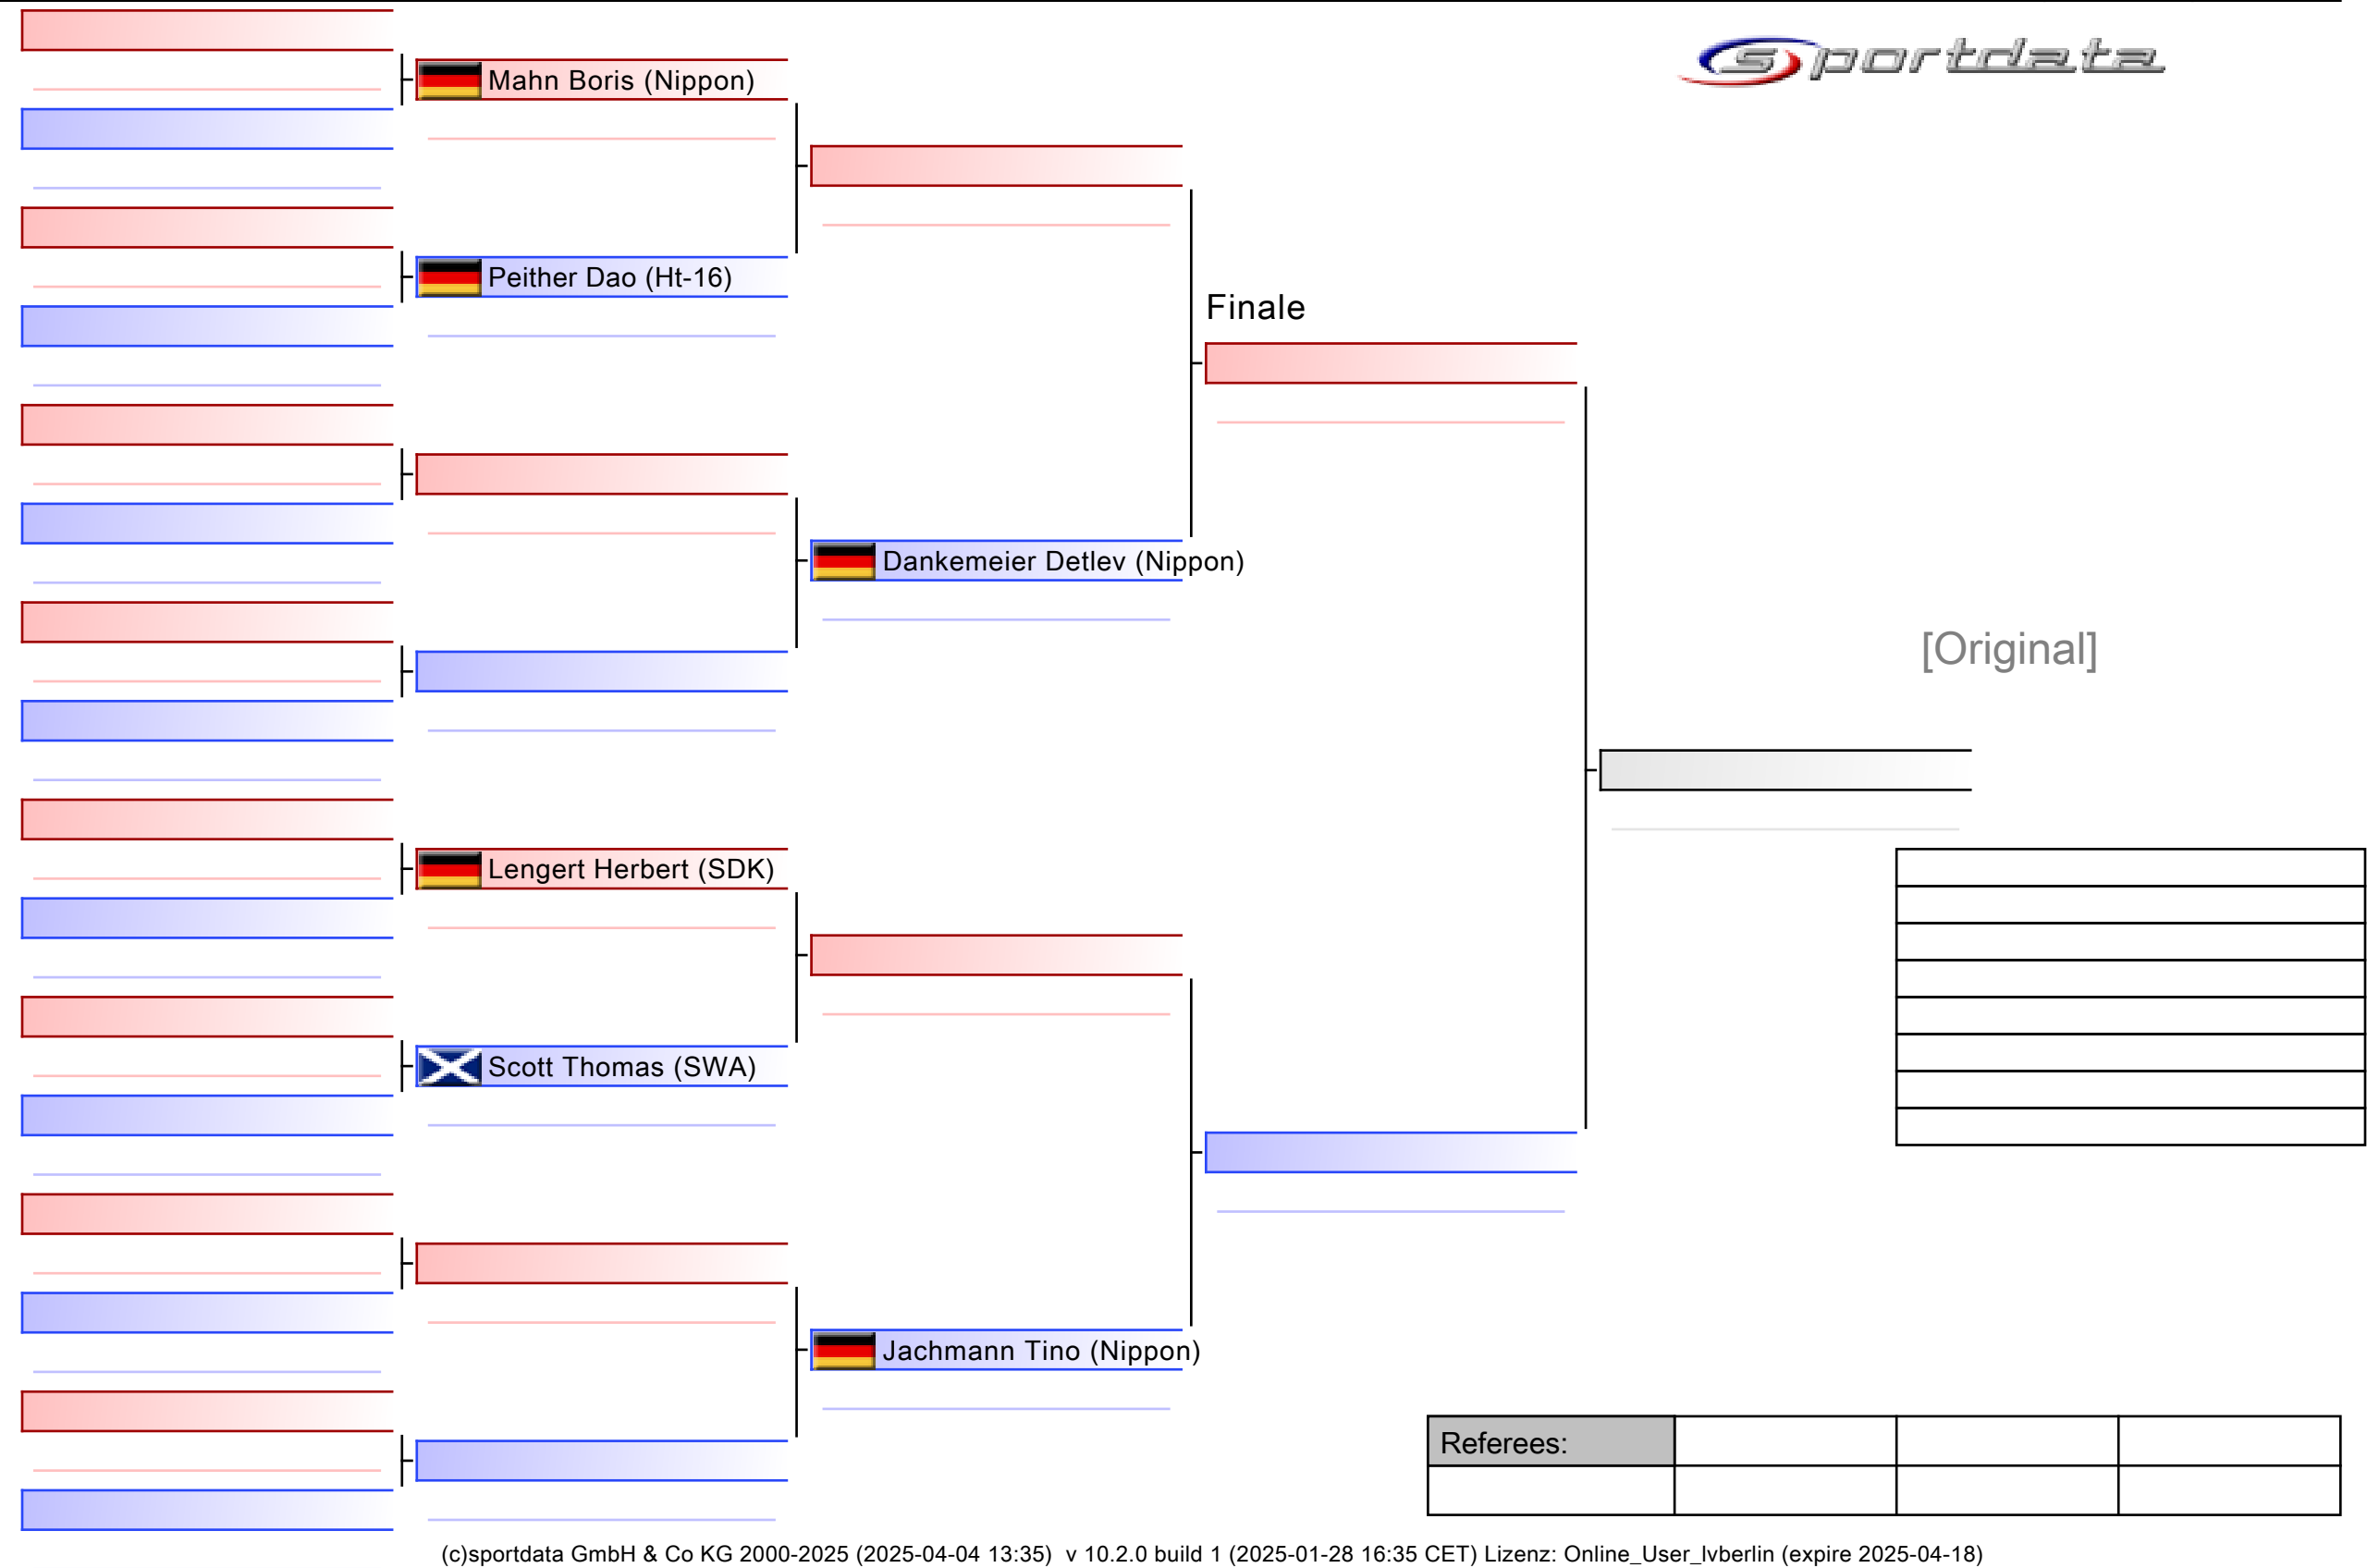 sportdata
Mahn Boris (Nippon)
Peither Dao (Ht-16)
Finale
Dankemeier Detlev (Nippon)
[Original]
Lengert Herbert (SDK)
Scott Thomas (SWA)
Jachmann Tino (Nippon)
Referees:
(c)sportdata GmbH & Co KG 2000-2025 (2025-04-04 13:35)  v 10.2.0 build 1 (2025-01-28 16:35 CET) Lizenz: Online_User_lvberlin (expire 2025-04-18)